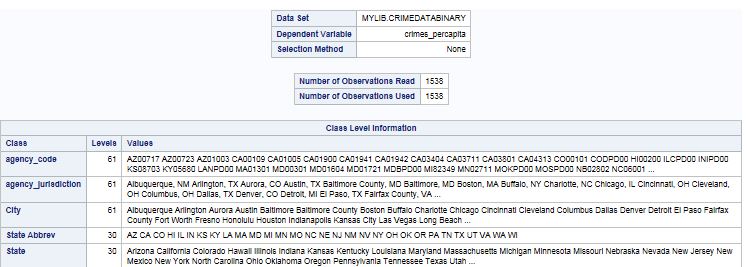 Data Set MYLIB.CRIMEDATABINARY
Dependent Variable crimes_percapita
Selection Method None
Number of Observations Read 1538
Number of Observations Used 1538
Class Level Information
Class Levels Values
agency_code 61 AZ00717 AZ00723 AZ01003 CA00109 CA01005 CA01900 CA01941 CA01942 CA03404 CA03711 CA03801 CA04313 CO00101 CODPD00 HI00200 ILCPD00 INIPD00
KS08703 KY05680 LANPD00 MA01301 MD00301 MD01604 MD01721 MDBPD00 MI82349 MN02711 MOKPD00 MOSPD00 NB02802 NC06001 ...
agency_jurisdiction 61 Albuquerque, NM Arlington, TX Aurora, CO Austin, TX Baltimore County, MD Baltimore, MD Boston, MA Buffalo, NY Charlotte, NC Chicago, IL Cincinnati, OH Cleveland,
OH Columbus, OH Dallas, TX Denver, CO Detroit, MI El Paso, TX Fairfax County, VA ...
City 61 Albuquerque Arlington Aurora Austin Baltimore Baltimore County Boston Buffalo Charlotte Chicago Cincinnati Cleveland Columbus Dallas Denver Detroit El Paso Fairfax
County Fort Worth Fresno Honolulu Houston Indianapolis Kansas City Las Vegas Long Beach ...
State Abbrev 30 AZ CA CO HI IL IN KS KY LA MA MD MI MN MO NC NE NJ NM NV NY OH OK OR PA TN TX UT VA WA WI
State 30 Arizona California Colorado Hawaii Illinois Indiana Kansas Kentucky Louisiana Maryland Massachusetts Michigan Minnesota Missouri Nebraska Nevada New Jersey New
Mexico New York North Carolina Ohio Oklahoma Oregon Pennsylvania Tennessee Texas Utah ...